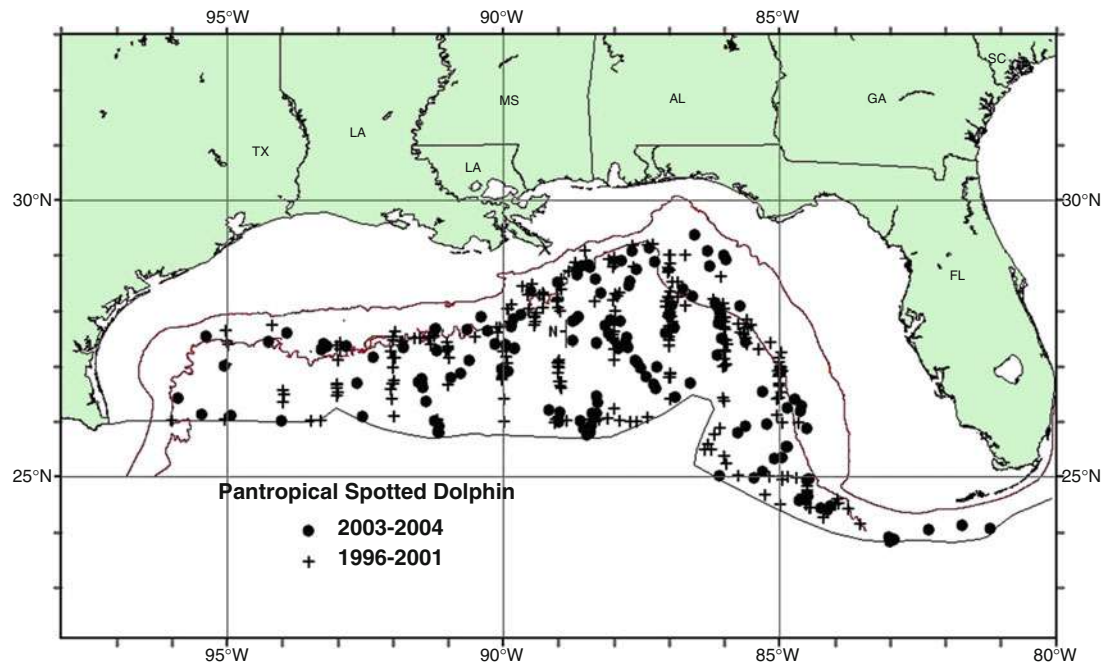 95°W 90°W 85°W
SC
MS AL GA
LA
TX
LA
30°N 30°N
FL
N
25°N 25°N
Pantropical Spotted Dolphin
2003-2004
1996-2001
95°W 90°W 85°W 80°W